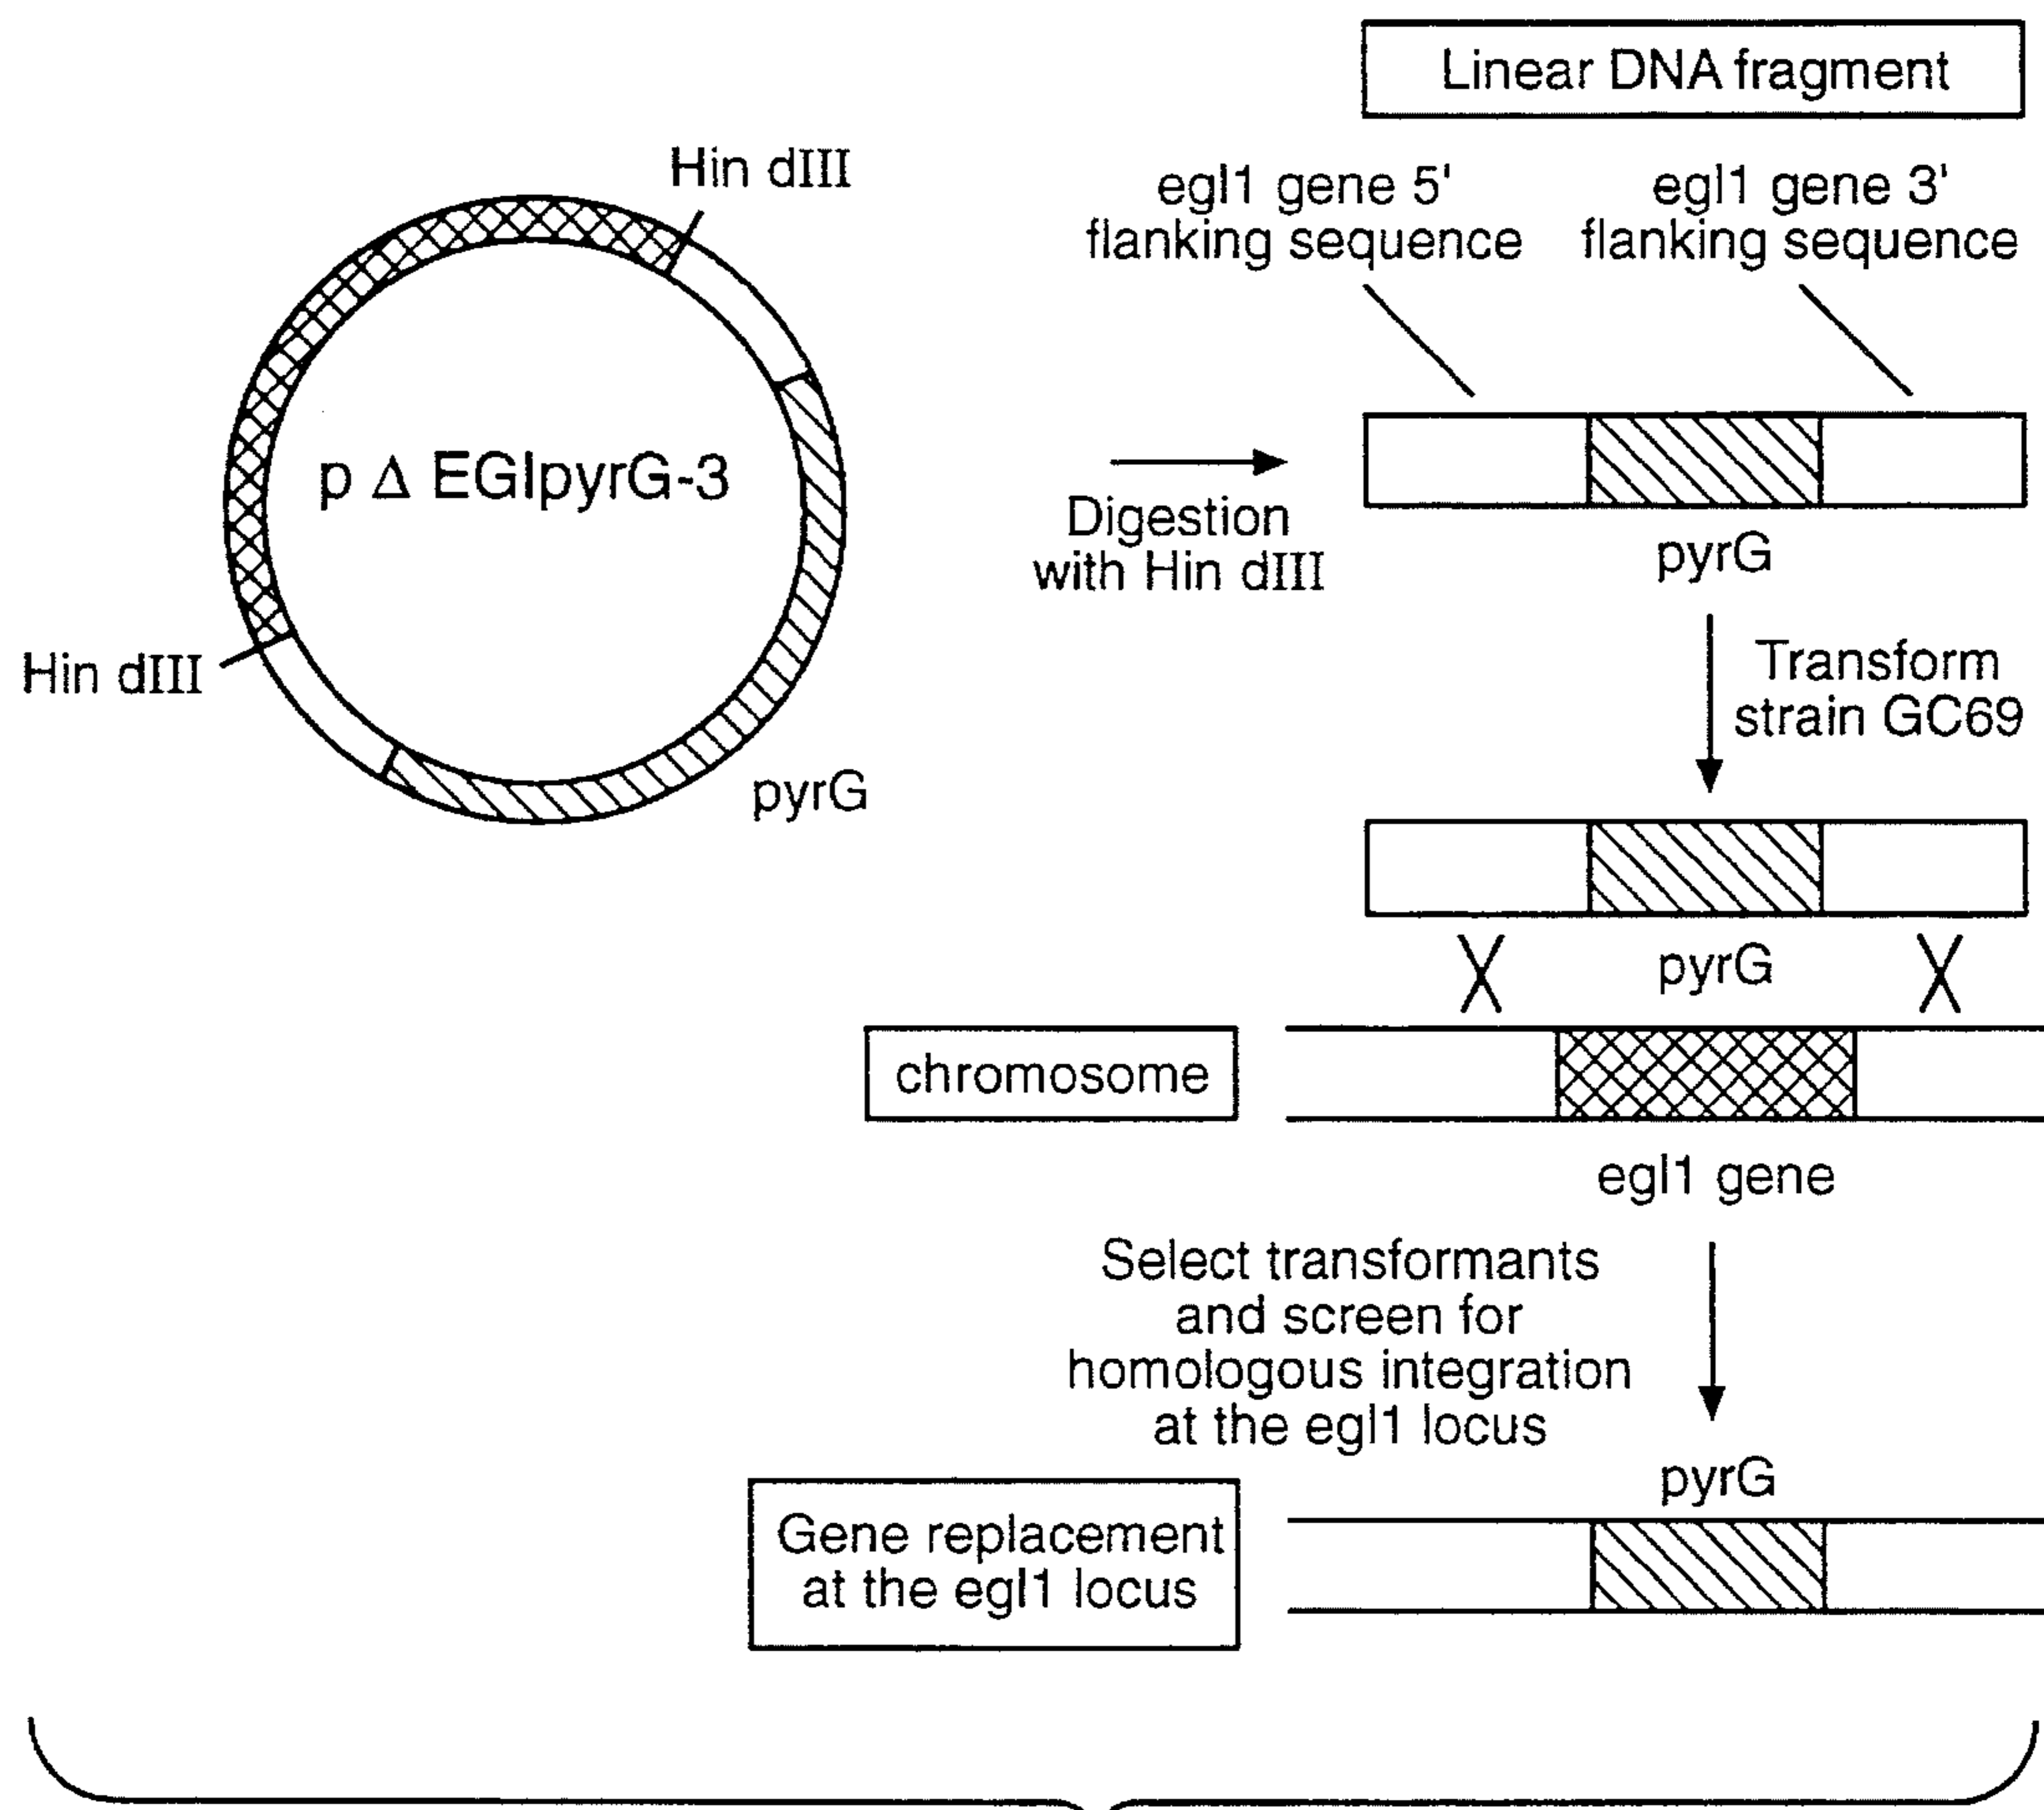 Linear DNA fragment
Hin dIII
egl1 gene 5'
flanking sequence
egl1 gene 3'
flanking sequence
p Δ EGIpyrG-3
Digestion
with Hin dIII
pyrG
Hin dIII
pyrG
Transform
strain GC69
pyrG
chromosome
egl1 gene
Select transformants
and screen for
homologous integration
at the egl1 locus
pyrG
Gene replacement
at the egl1 locus